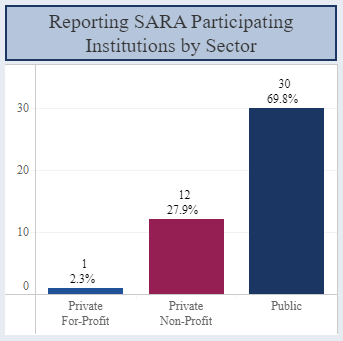 Reporting SARA Participating
Institutions by Sector
30
69.8%
30
20
12
27.9%
10
1
2.3%
0
Private
For-Profit
Private
Non-Profit
Public